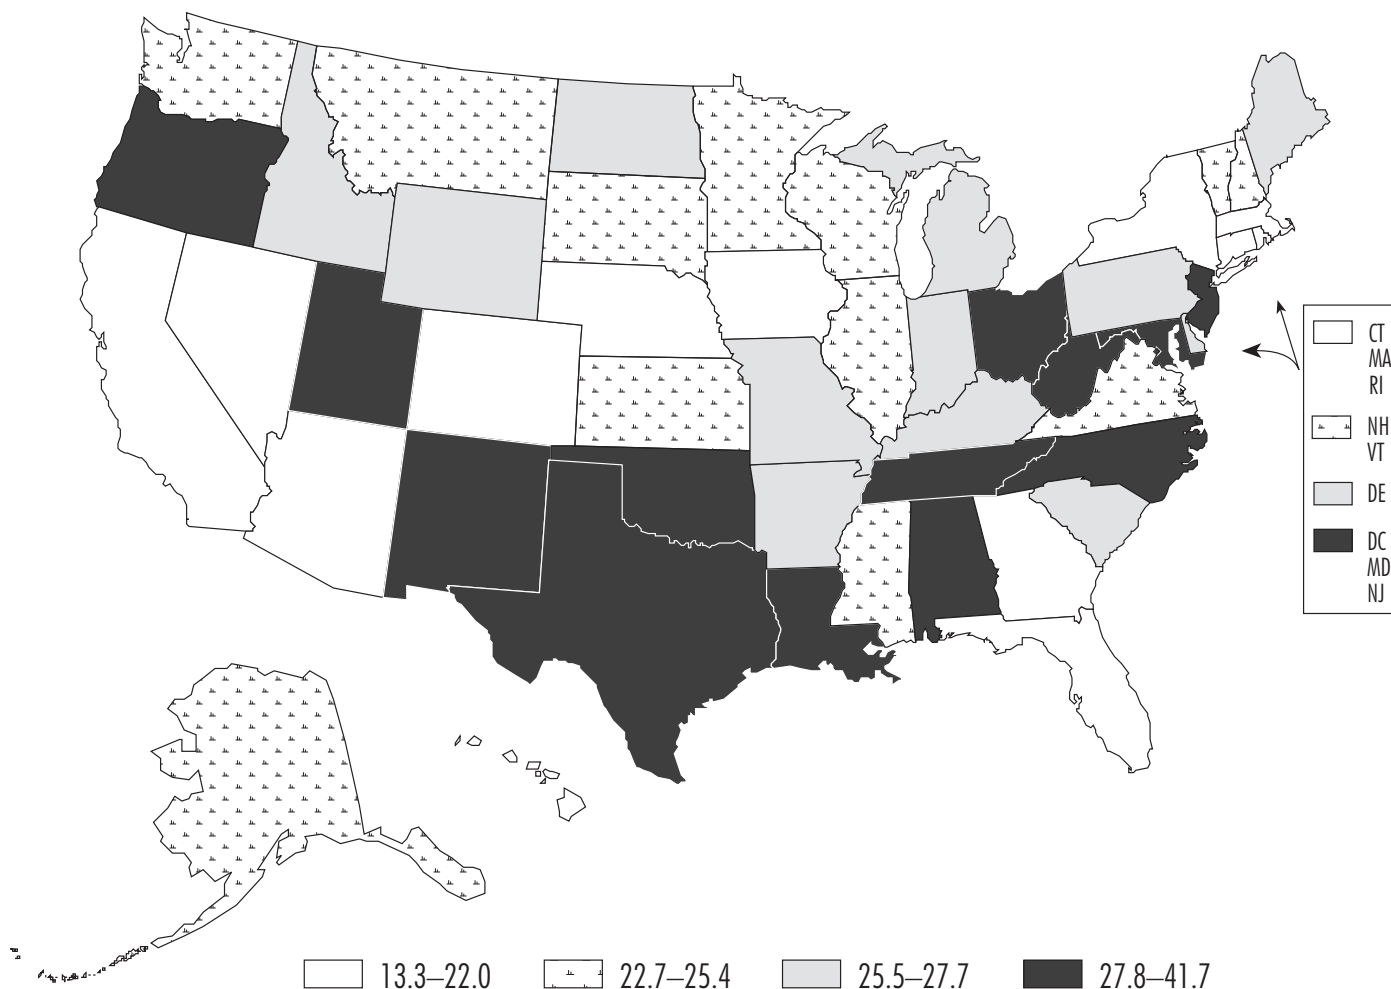 CT
MA
RI
NH
VT
DE
DC
MD
NJ
13.3–22.0
22.7–25.4
25.5–27.7
27.8–41.7